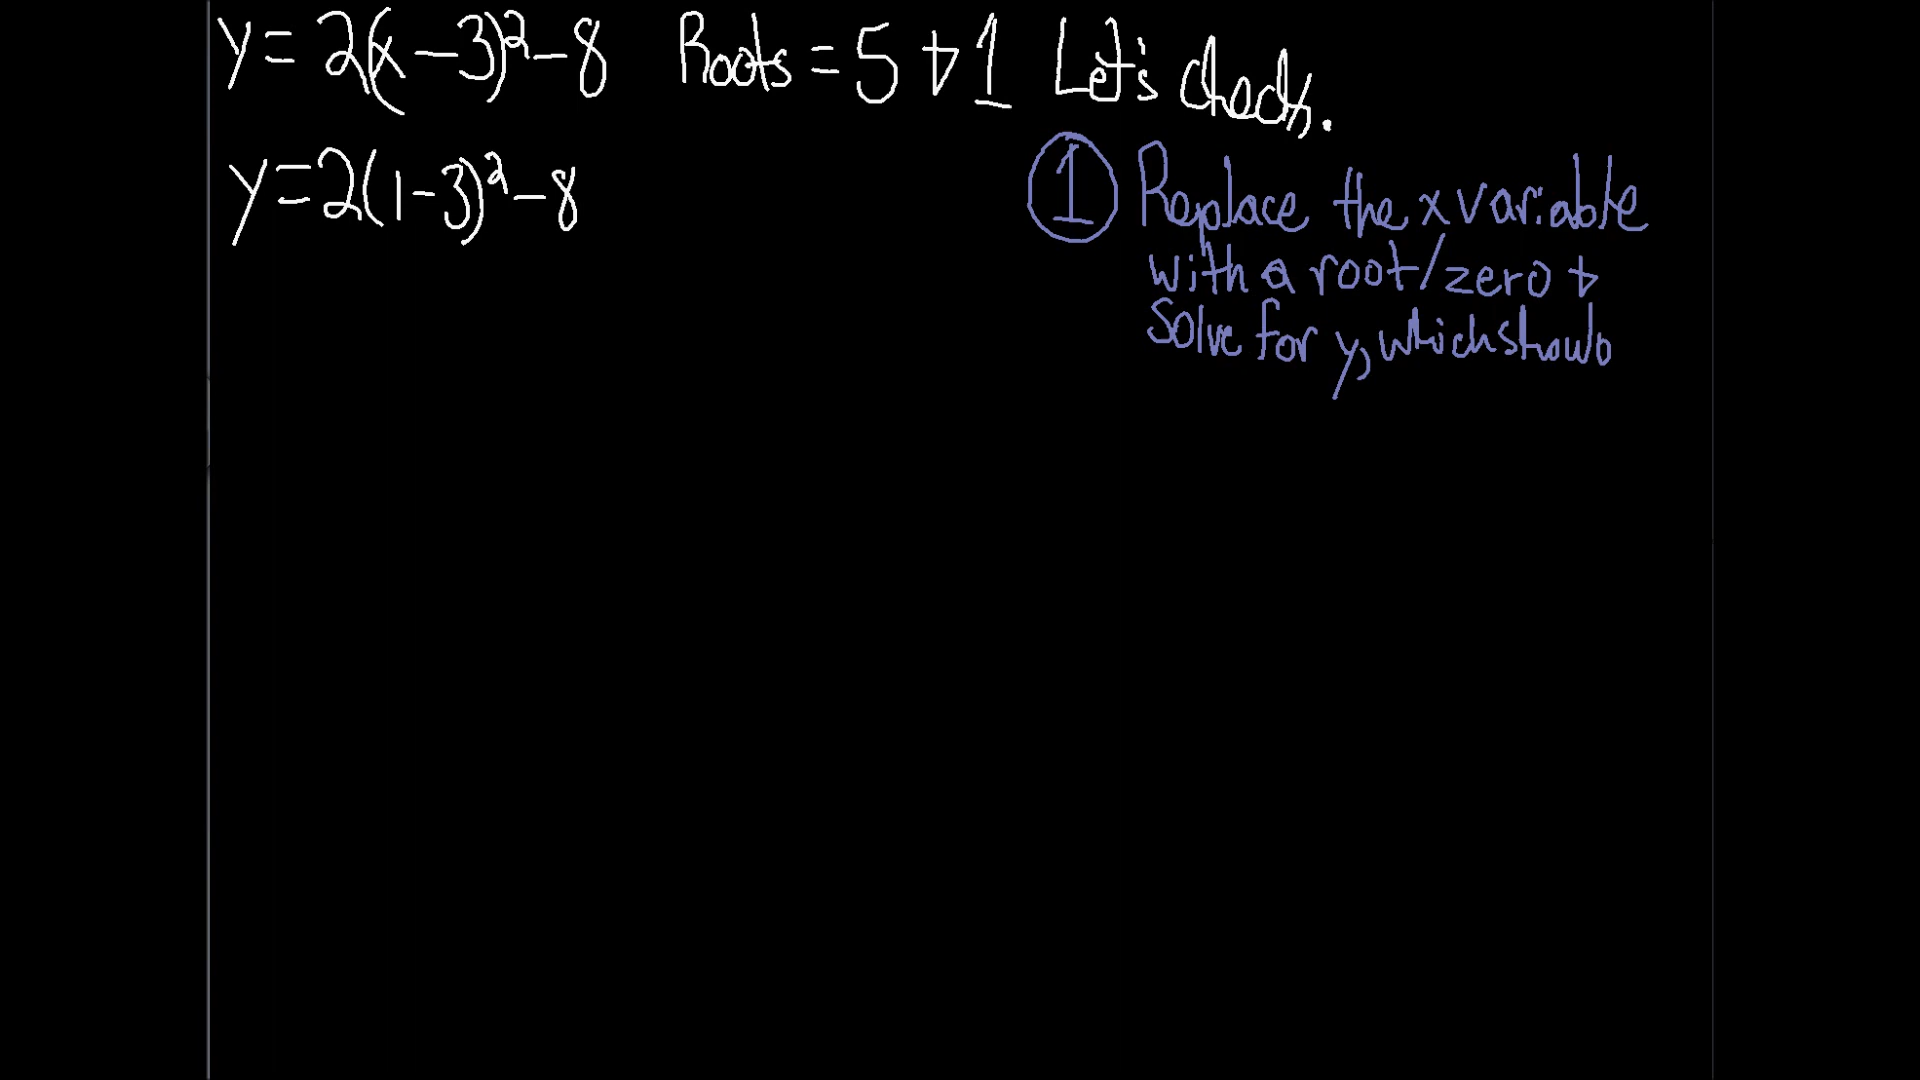 y = 2(x - 3)² - 8 Roots = 5 + 1 Let's check.
y = 2(1 - 3)² - 8
① Replace the x variable
with a root/zero +
Solve for y, which